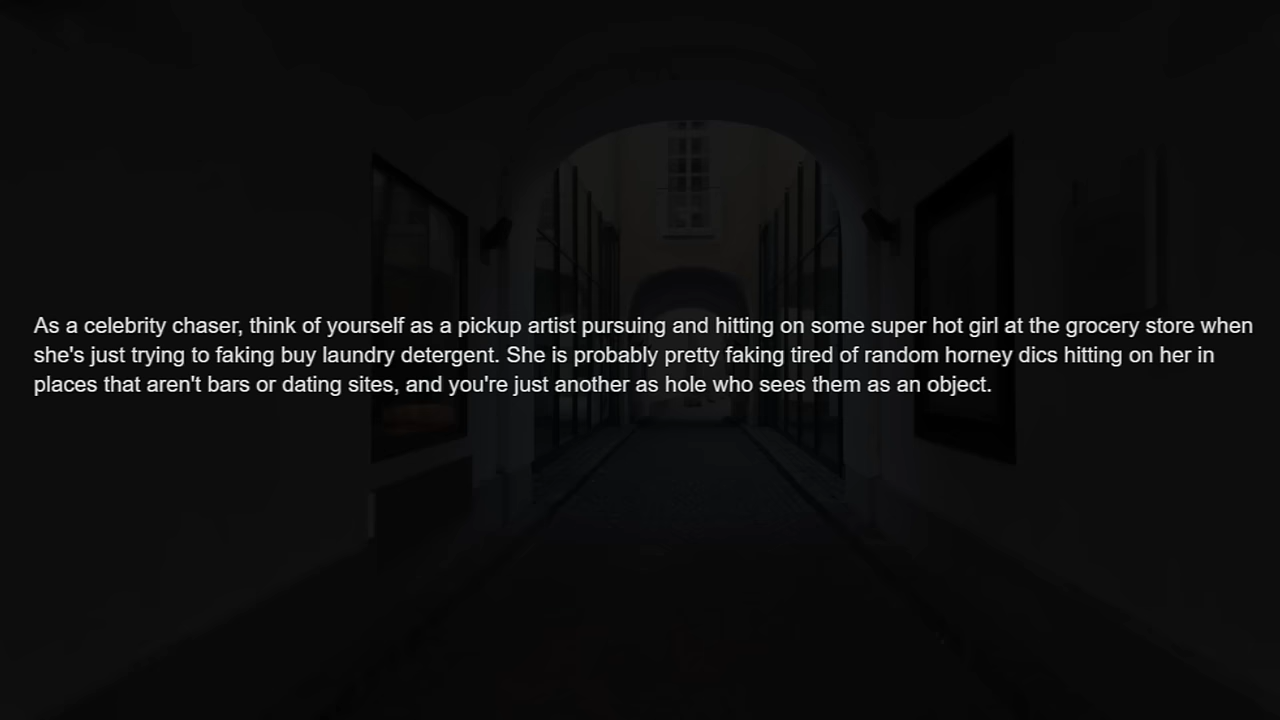 As a celebrity chaser, think of yourself as a pickup artist pursuing and hitting on some super hot girl at the grocery store when
she's just trying to faking buy laundry detergent. She is probably pretty faking tired of random horney dics hitting on her in
places that aren't bars or dating sites, and you're just another as hole who sees them as an object.